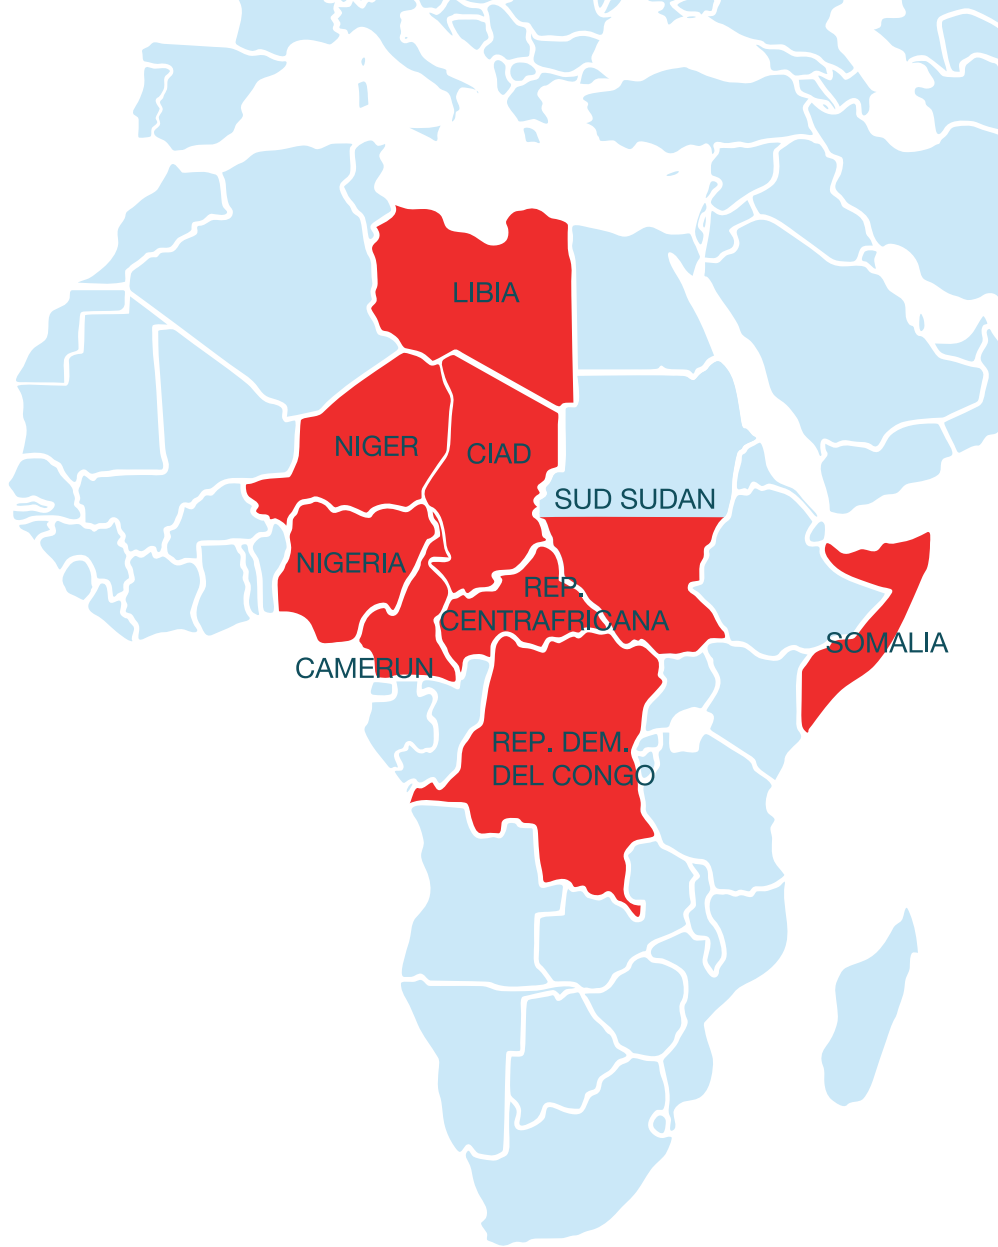 LIBIA
NIGER
CIAD
SUD SUDAN
NIGERIA
REP.
CENTRAFRICANA
SOMALIA
CAMERUN
REP. DEM.
DEL CONGO